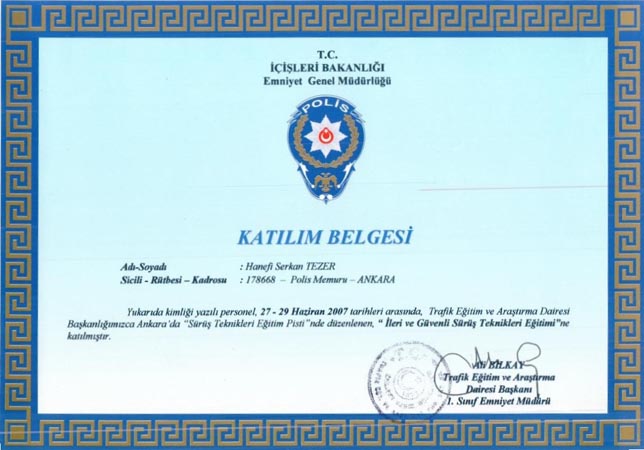 T.C.
İÇİŞLERİ BAKANLIĞI
Emniyet Genel Müdürlüğü
POLİS
KATILIM BELGESİ
Adı-Soyadı : Hanefi Serkan TEZER
Sicili - Rütbesi – Kadrosu : 178668 – Polis Memuru – ANKARA
Yukarıda kimliği yazılı personel, 27 - 29 Haziran 2007 tarihleri arasında, Trafik Eğitim ve Araştırma Dairesi
Başkanlığımızca Ankara'da “Sürüş Teknikleri Eğitim Pisti”nde düzenlenen, “ İleri ve Güvenli Sürüş Teknikleri Eğitimi”ne
katılmıştır.
T.C.
Ali BİLKAY
Trafik Eğitim ve Araştırma
Dairesi Başkanı
1. Sınıf Emniyet Müdürü